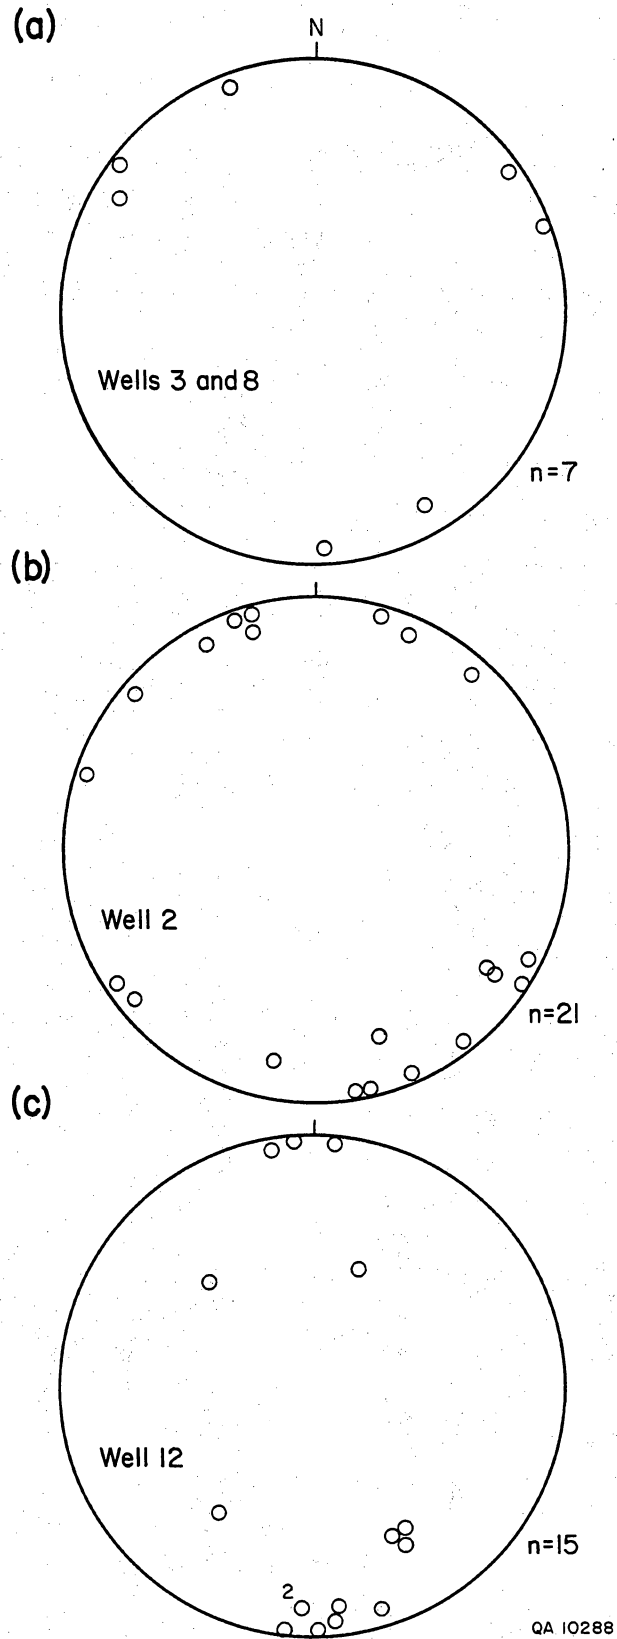 (a)
N
Wells 3 and 8
n=7
(b)
Well 2
n=21
(c)
Well 12
n=15
2
QA 10288